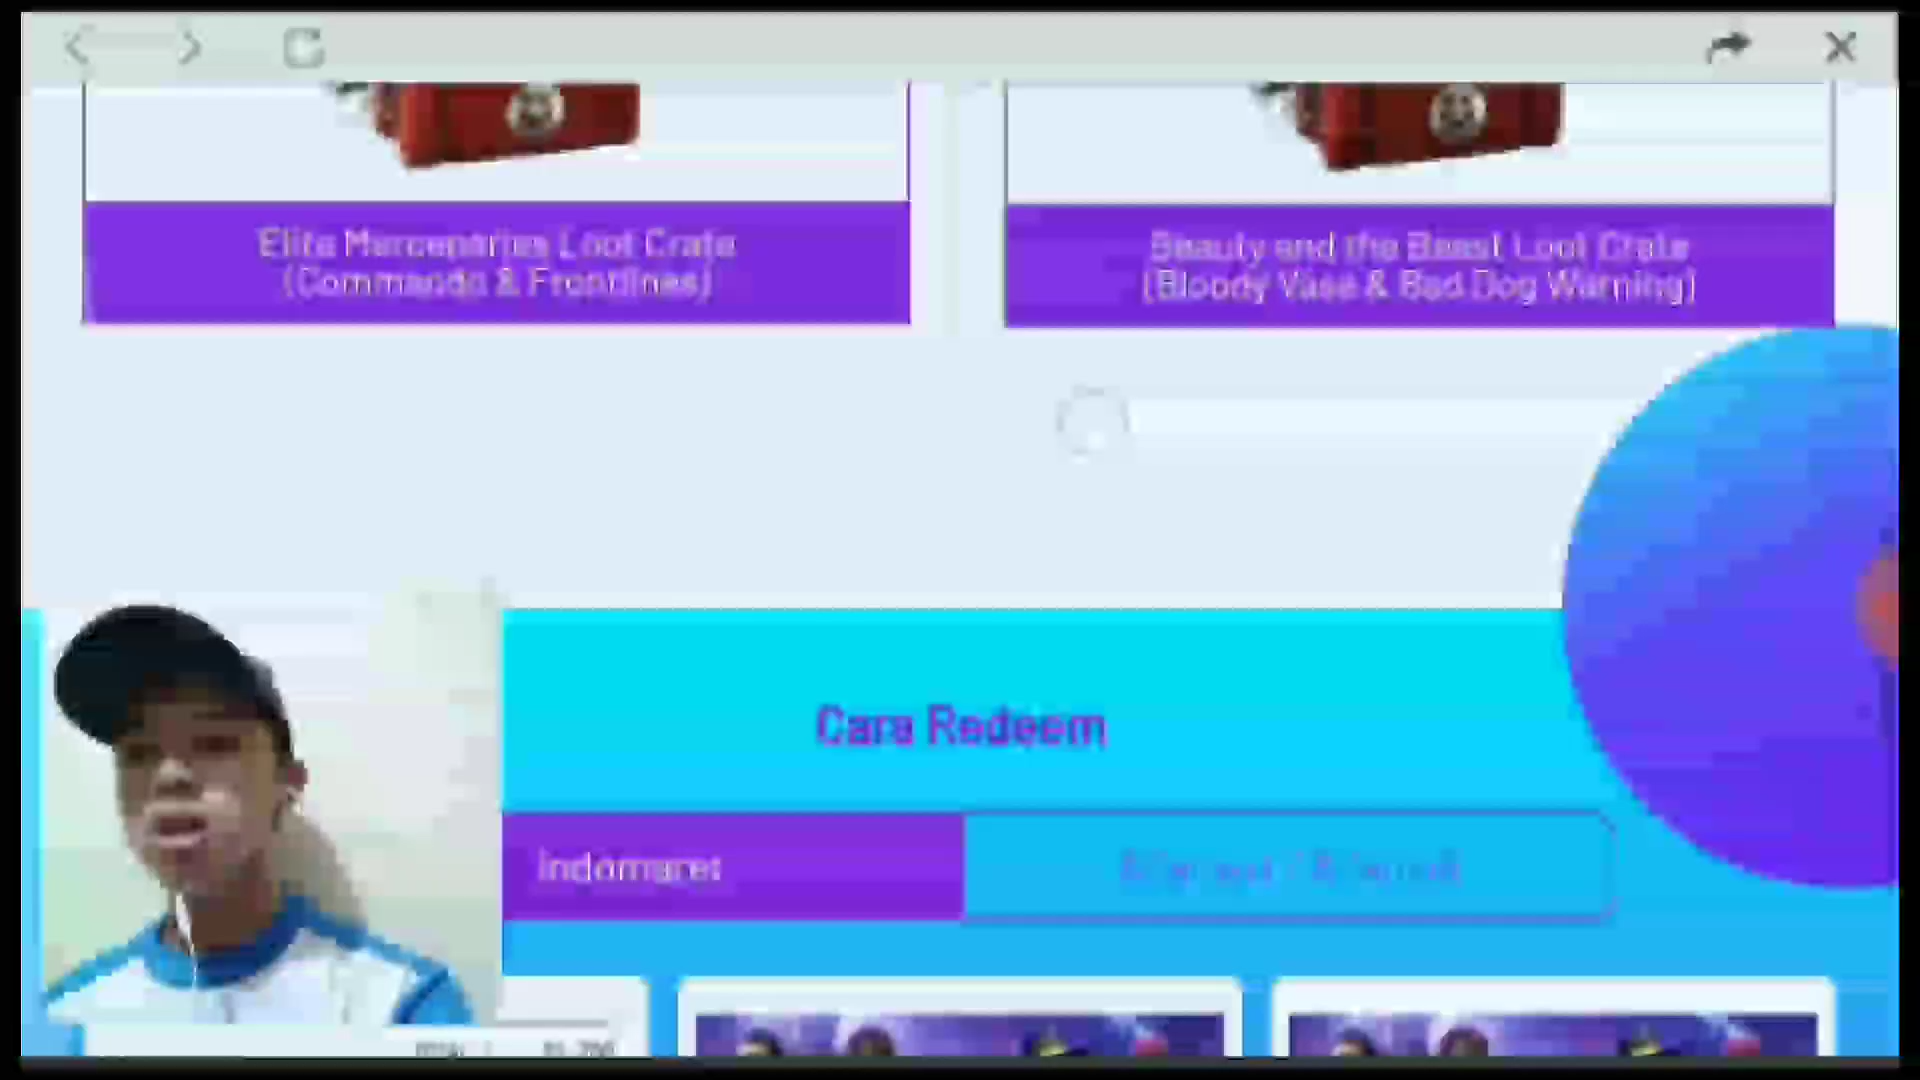 Elite Mercenaries Loot Crate
(Commando & Frontlines)
Beauty and the Beast Loot Crate
(Bloody Vase & Bad Dog Warning)
Cara Redeem
indomaret